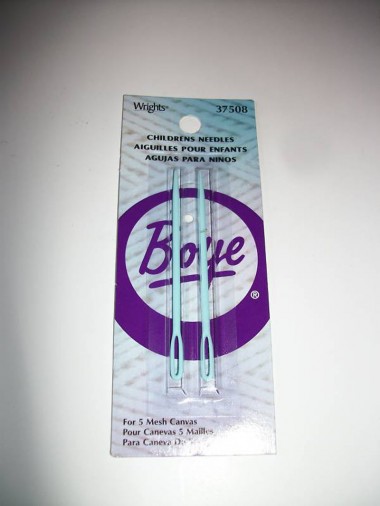 Wrights® 37508
CHILDRENS NEEDLES
AIGUILLES POUR ENFANTS
AGUJAS PARA NINOS
Boye
®
For 5 Mesh Canvas
Pour Canevas 5 Mailles
Para Caneva De